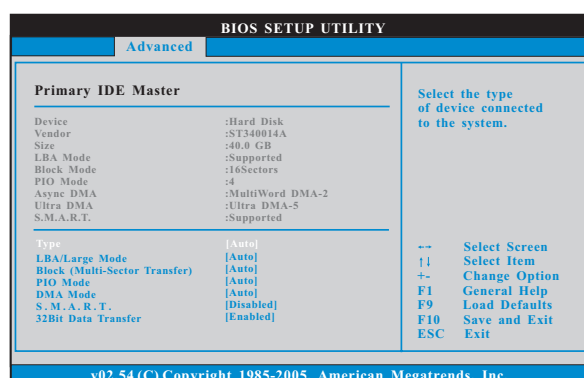 BIOS SETUP UTILITY
Advanced
Primary IDE Master
Device :Hard Disk
Vendor :ST340014A
Size :40.0 GB
LBA Mode :Supported
Block Mode :16Sectors
PIO Mode :4
Async DMA :MultiWord DMA-2
Ultra DMA :Ultra DMA-5
S.M.A.R.T. :Supported
Type [Auto]
LBA/Large Mode [Auto]
Block (Multi-Sector Transfer) [Auto]
PIO Mode [Auto]
DMA Mode [Auto]
S.M.A.R.T. [Disabled]
32Bit Data Transfer [Enabled]
Select the type
of device connected
to the system.
←→ Select Screen
↑↓ Select Item
+- Change Option
F1 General Help
F9 Load Defaults
F10 Save and Exit
ESC Exit
v02.54 (C) Copyright 1985-2005, American Megatrends, Inc.